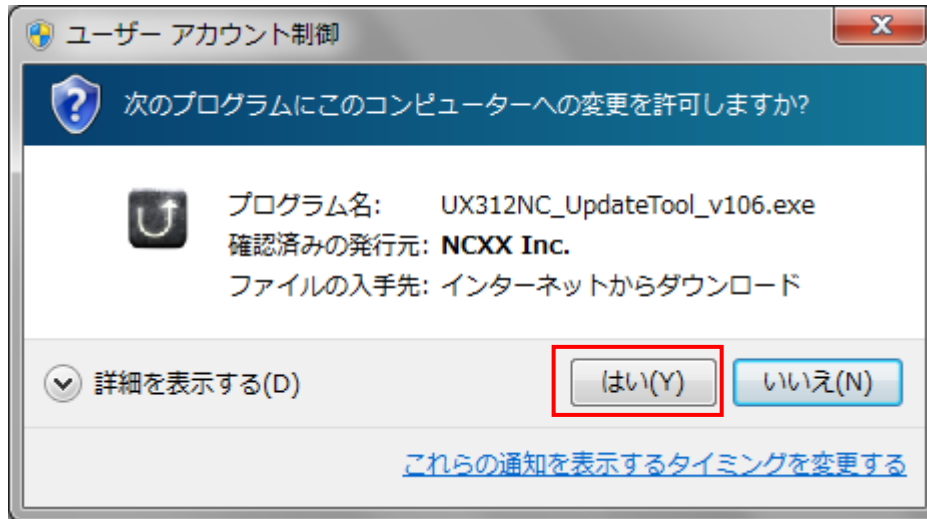 ユーザー アカウント制御
次のプログラムにこのコンピューターへの変更を許可しますか?
プログラム名: UX312NC_UpdateTool_v106.exe
確認済みの発行元: NCXX Inc.
ファイルの入手先: インターネットからダウンロード
詳細を表示する(D) はい(Y) いいえ(N)
これらの通知を表示するタイミングを変更する